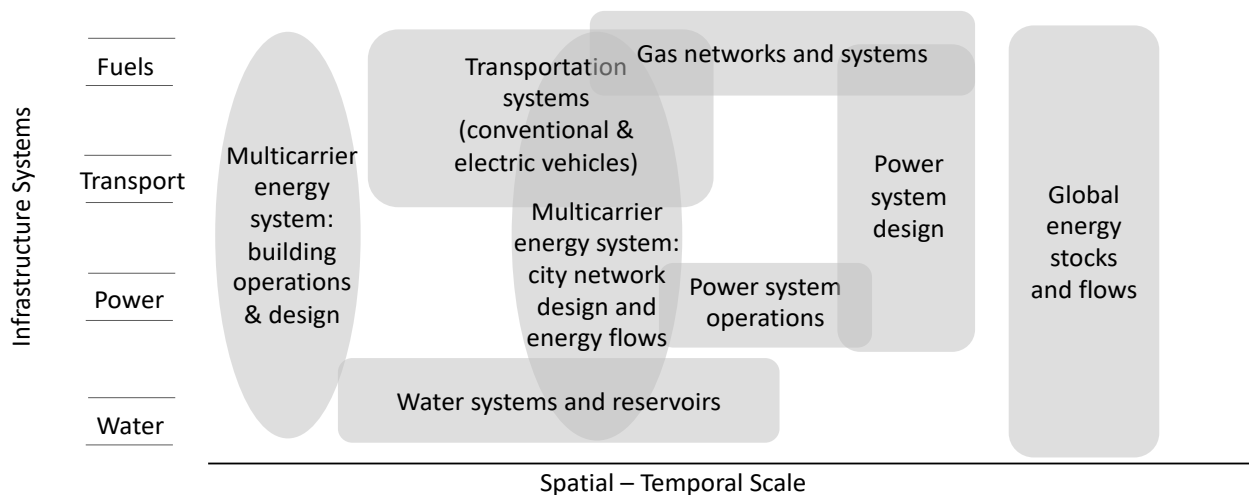 Infrastructure Systems
Fuels
Transport
Power
Water
Multicarrier
energy
system:
building
operations
& design
Transportation
systems
(conventional &
electric vehicles)
Gas networks and systems
Multicarrier
energy system:
city network
design and
energy flows
Power system
operations
Power
system
design
Global
energy
stocks
and flows
Water systems and reservoirs
Spatial – Temporal Scale